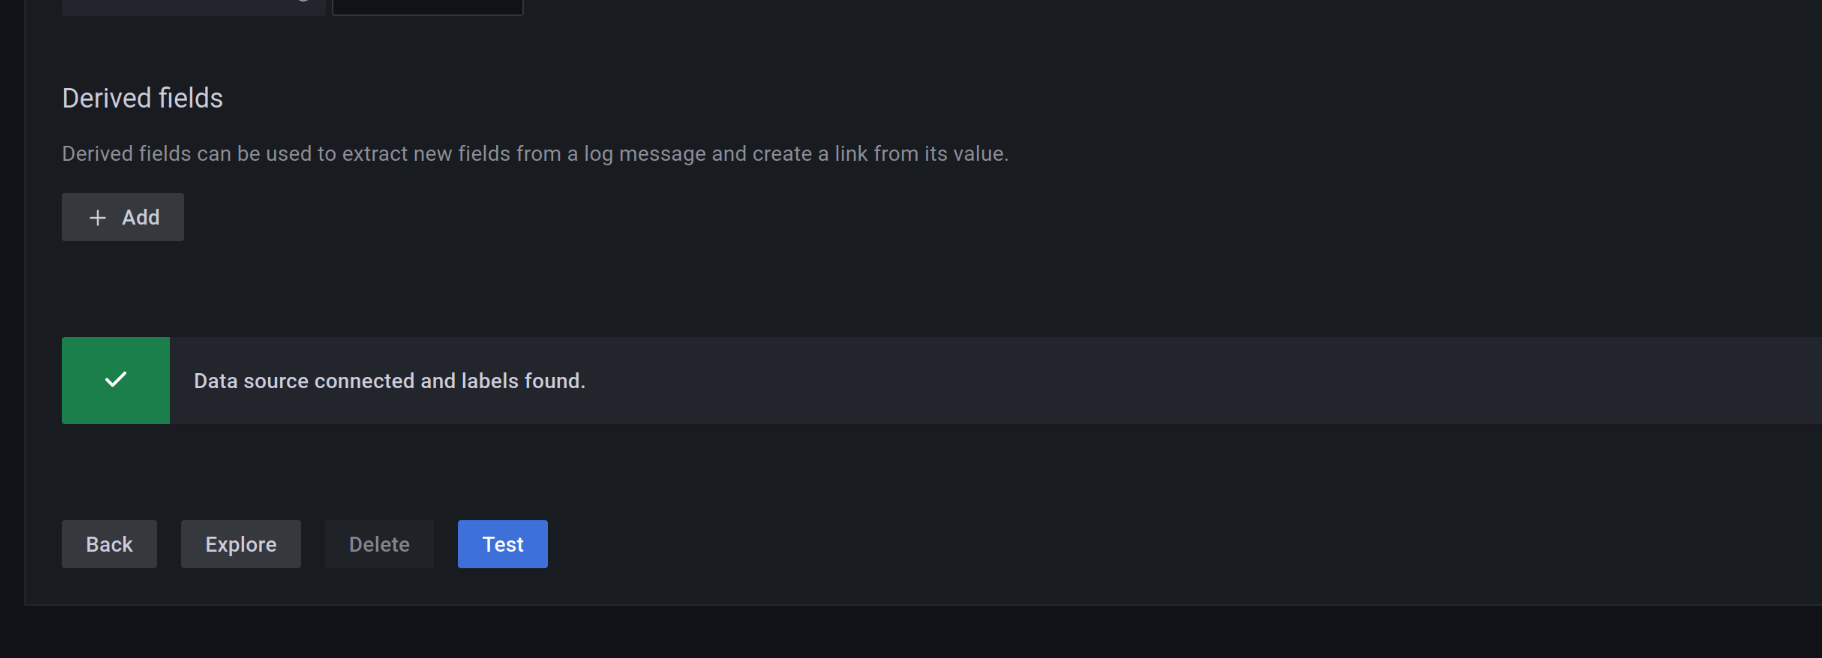 Derived fields
Derived fields can be used to extract new fields from a log message and create a link from its value.
+ Add
Data source connected and labels found.
Back Explore Delete Test